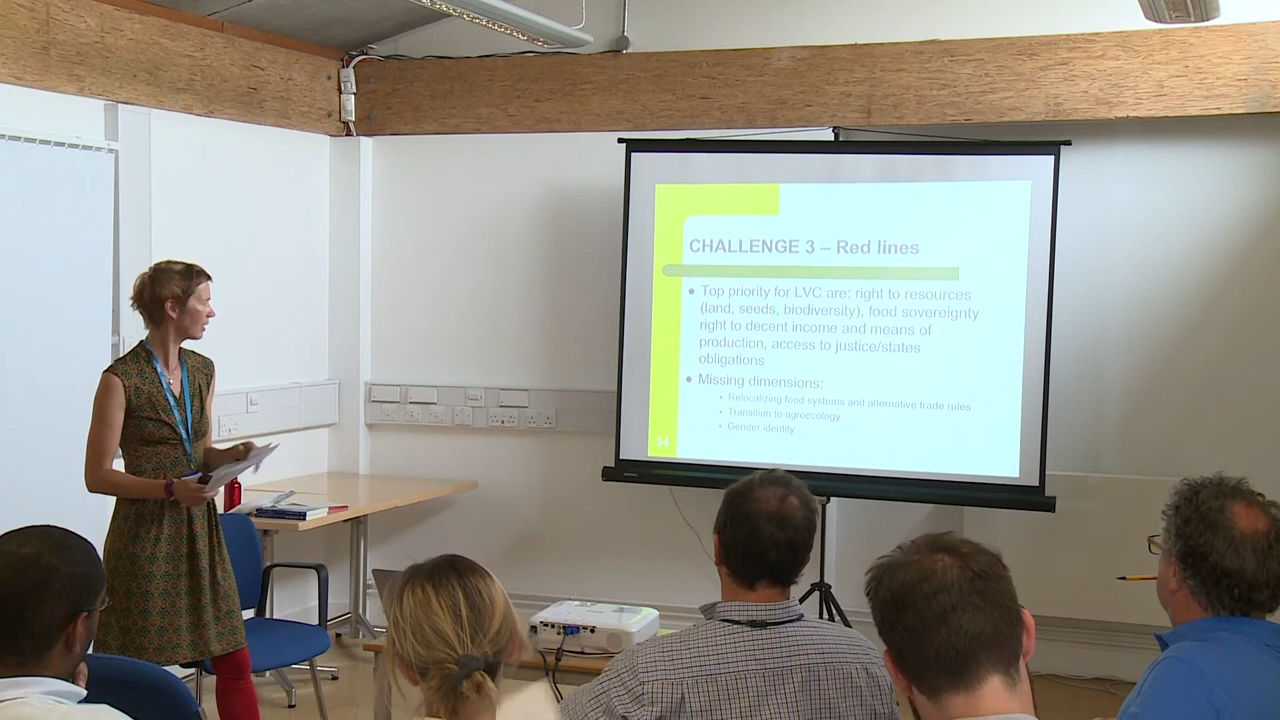 CHALLENGE 3 – Red lines
● Top priority for LVC are: right to resources
(land, seeds, biodiversity), food sovereignty
right to decent income and means of
production, access to justice/states
obligations
● Missing dimensions:
• Relocalizing food systems and alternative trade rules
• Transition to agroecology
• Gender identity
34